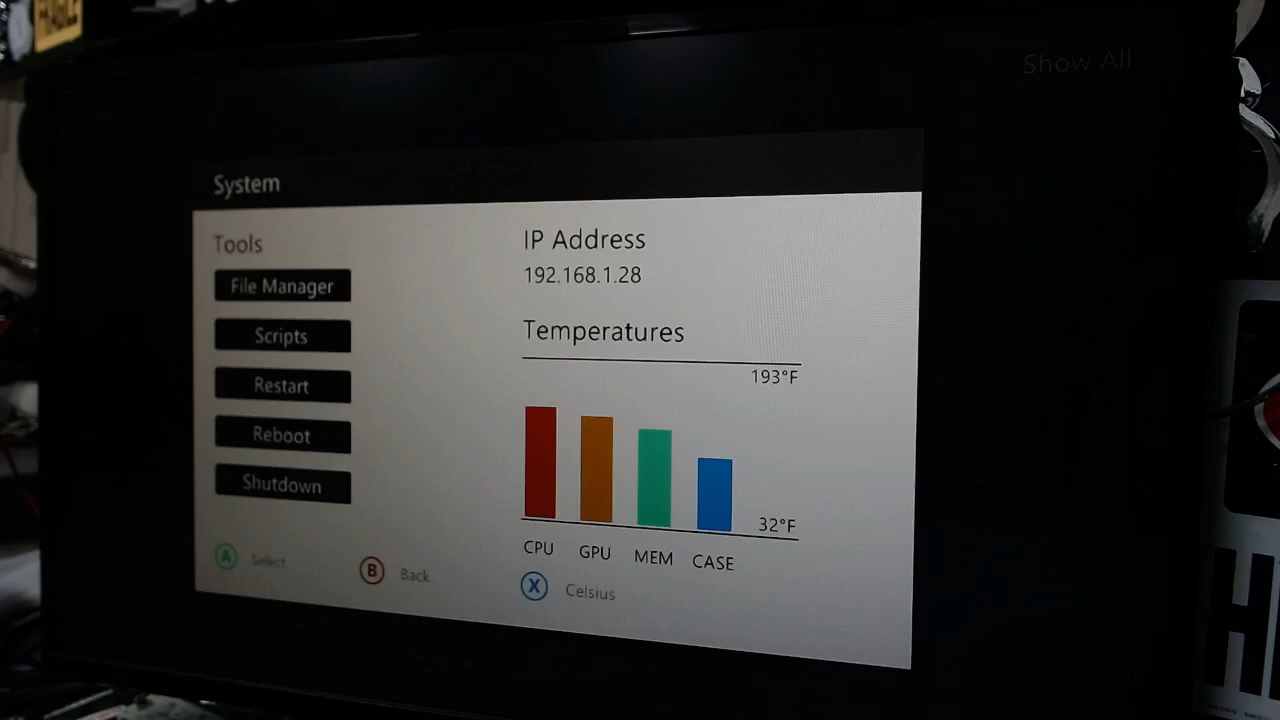 Show All
System
Tools
File Manager
Scripts
Restart
Reboot
Shutdown
A Select
B Back
IP Address
192.168.1.28
Temperatures
193°F
32°F
CPU GPU MEM CASE
X Celsius